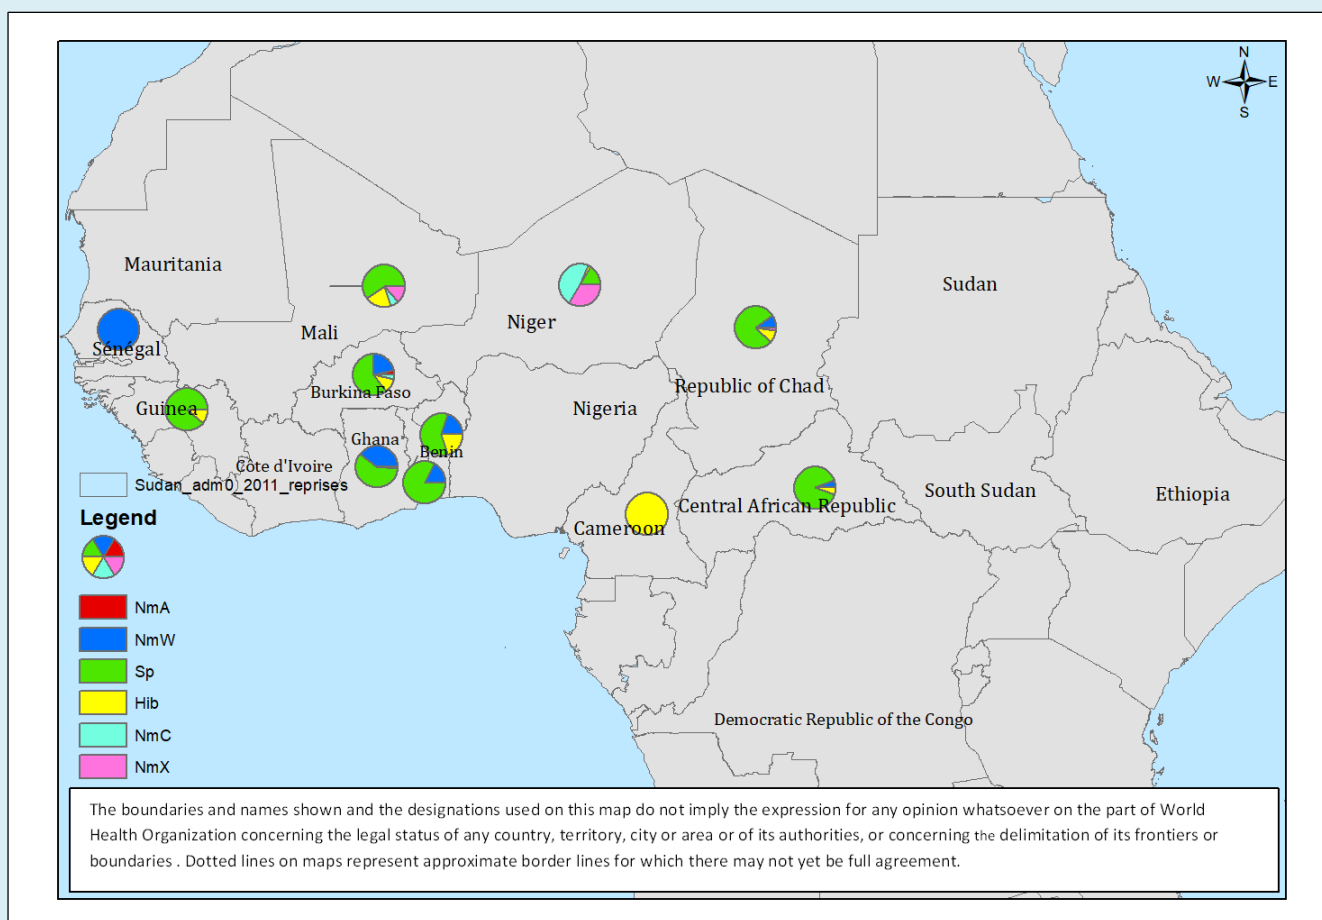 N
W E
S
Mauritania
Sudan
Niger
Mali
Sénégal
Republic of Chad
Burkina Faso
Guinea
Nigeria
Ghana
Benin
Côte d'Ivoire
Sudan_adm0_2011_reprises
South Sudan
Ethiopia
Central African Republic
Cameroon
Legend
NmA
NmW
Sp
Hib
NmC
NmX
Democratic Republic of the Congo
The boundaries and names shown and the designations used on this map do not imply the expression for any opinion whatsoever on the part of World
Health Organization concerning the legal status of any country, territory, city or area or of its authorities, or concerning the delimitation of its frontiers or
boundaries . Dotted lines on maps represent approximate border lines for which there may not yet be full agreement.